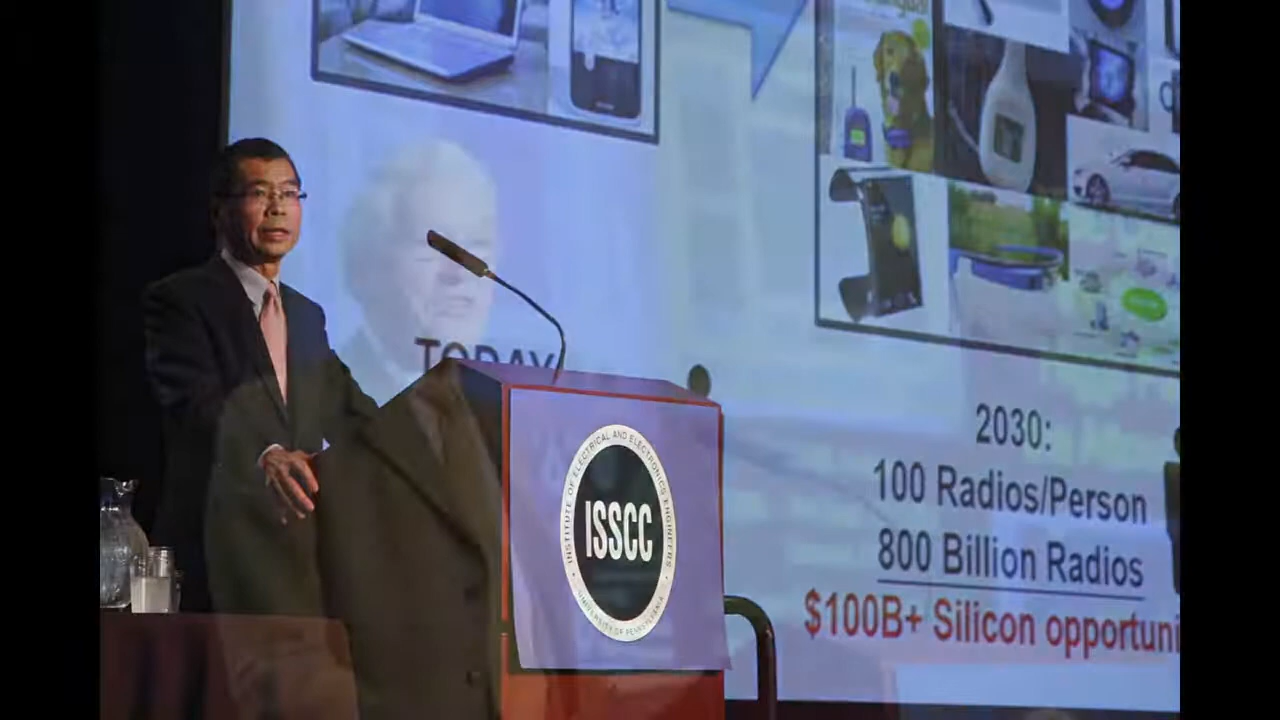 TODAY
2030:
100 Radios/Person
800 Billion Radios
$100B+ Silicon opportuni
INSTITUTE OF ELECTRICAL AND ELECTRONICS ENGINEERS
ISSCC
UNIVERSITY OF PENNSYLVANIA